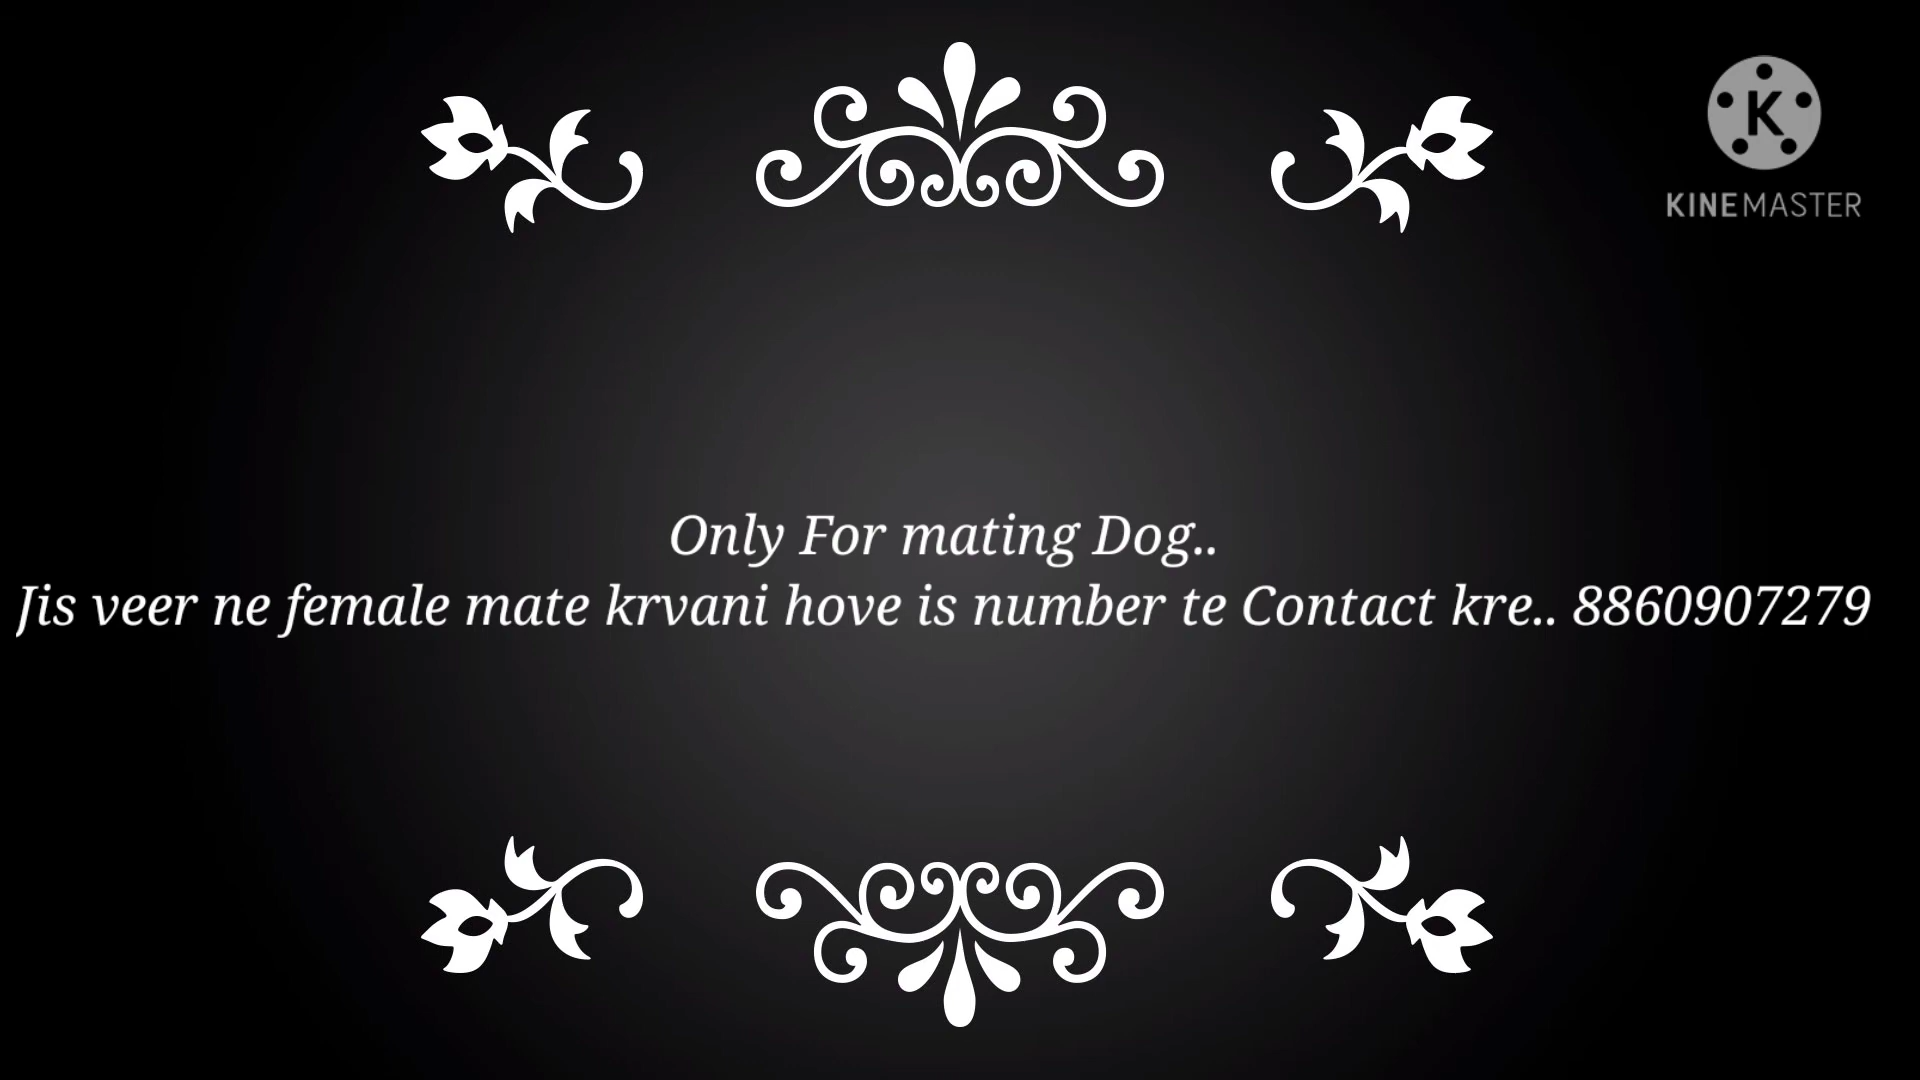 K
KINEMASTER
Only For mating Dog..
Jis veer ne female mate krvani hove is number te Contact kre.. 8860907279